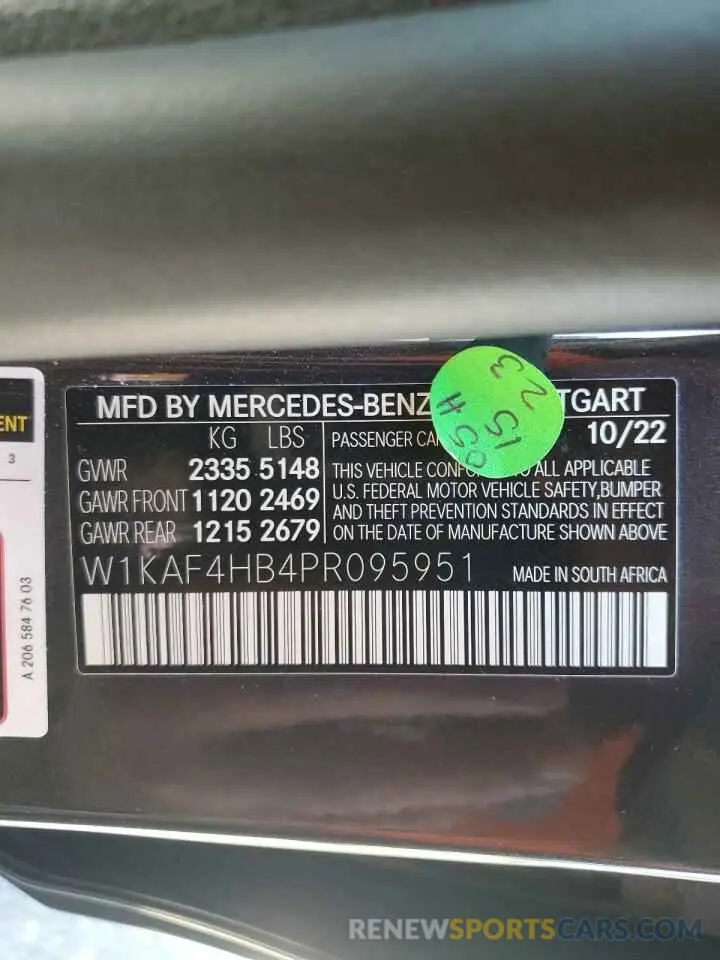 MFD BY MERCEDES-BENZ TGART
KG LBS PASSENGER CA 10/22
GVWR 2335 5148 THIS VEHICLE CONFO TO ALL APPLICABLE
GAWR FRONT 1120 2469 U.S. FEDERAL MOTOR VEHICLE SAFETY,BUMPER
AND THEFT PREVENTION STANDARDS IN EFFECT
GAWR REAR 1215 2679 ON THE DATE OF MANUFACTURE SHOWN ABOVE
W1KAF4HB4PR095951 MADE IN SOUTH AFRICA
23
15
05H
ENT
3
A 206 584 76 03
RENEWSPORTSCARS.COM